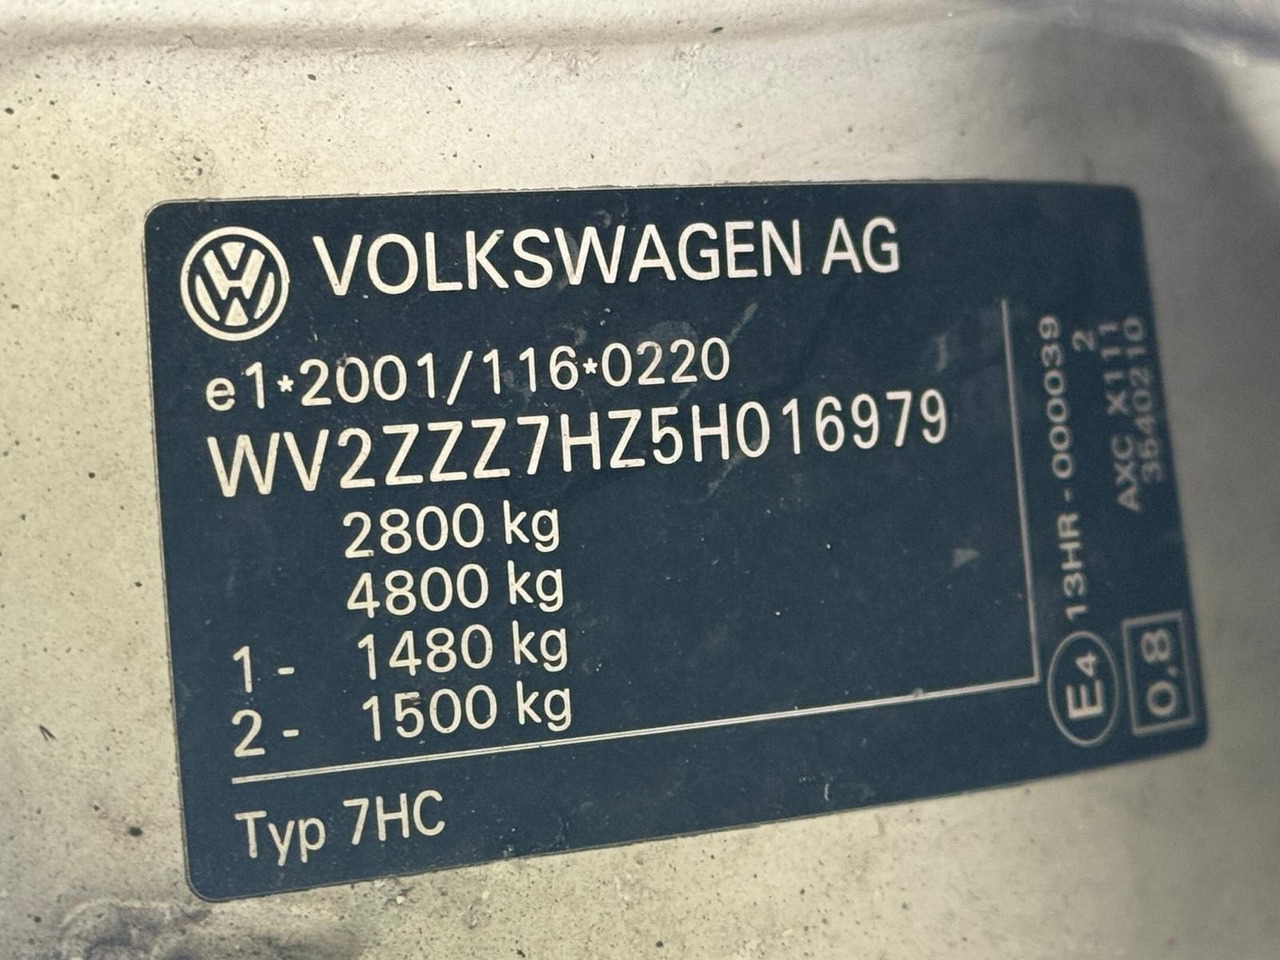 VOLKSWAGEN AG
e1*2001/116*0220
WV2ZZZ7HZ5H016979
2800 kg
4800 kg
1 - 1480 kg
2 - 1500 kg
Typ 7HC
E4 13HR - 000039
2
AXC X111
3540210
0,8